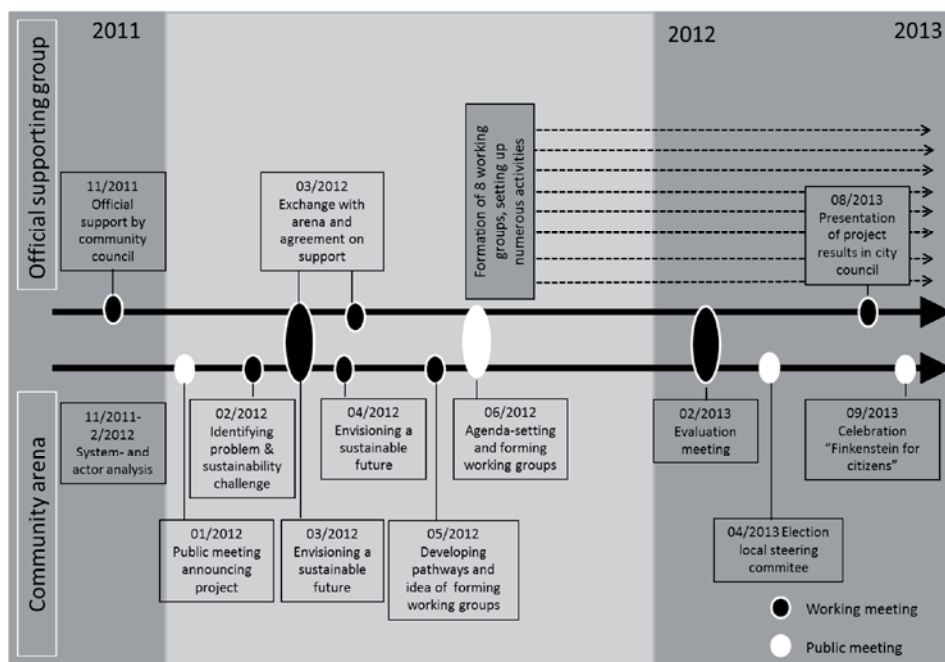 2011
2012
2013
Official supporting group
11/2011
Official
support by
community
council
03/2012
Exchange with
arena and
agreement on
support
Formation of 8 working
groups, setting up
numerous activities
08/2013
Presentation
of project
results in city
council
Community arena
11/2011-
2/2012
System- and
actor analysis
02/2012
Identifying
problem &
sustainability
challenge
04/2012
Envisioning a
sustainable
future
06/2012
Agenda-setting
and forming
working groups
02/2013
Evaluation
meeting
09/2013
Celebration
"Finkenstein for
citizens"
01/2012
Public meeting
announcing
project
03/2012
Envisioning a
sustainable
future
05/2012
Developing
pathways and
idea of forming
working groups
04/2013 Election
local steering
commitee
Working meeting
Public meeting